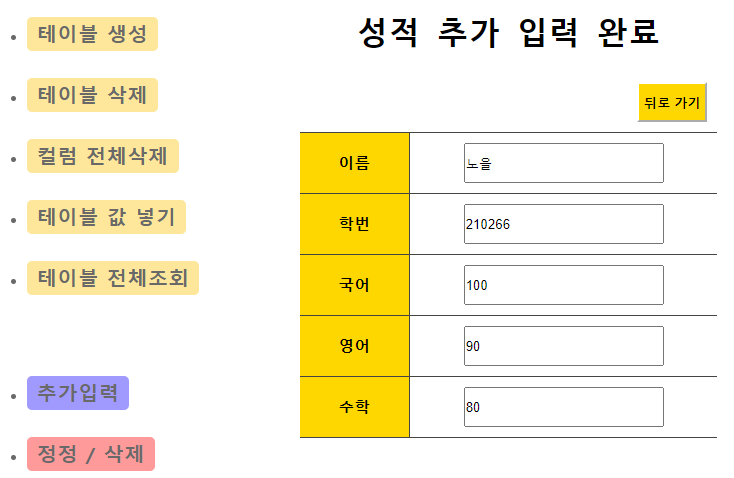 테이블 생성
테이블 삭제
컬럼 전체삭제
테이블 값 넣기
테이블 전체조회
추가입력
정정 / 삭제
성적 추가 입력 완료
뒤로 가기
이름 노을
학번 210266
국어 100
영어 90
수학 80